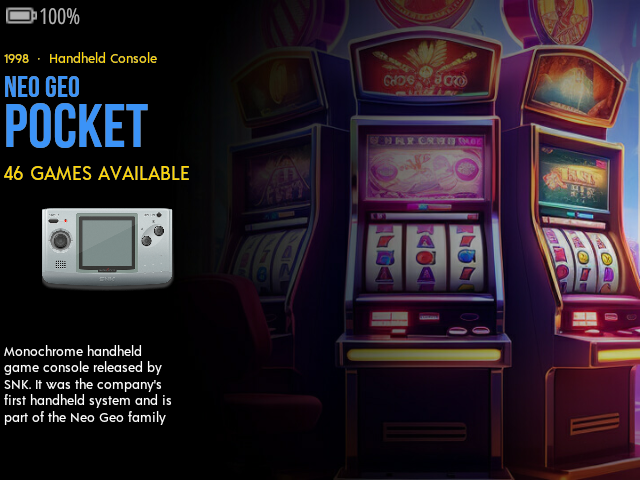 100%
1998 · Handheld Console
NEO GEO
POCKET
46 GAMES AVAILABLE
Monochrome handheld
game console released by
SNK. It was the company's
first handheld system and is
part of the Neo Geo family